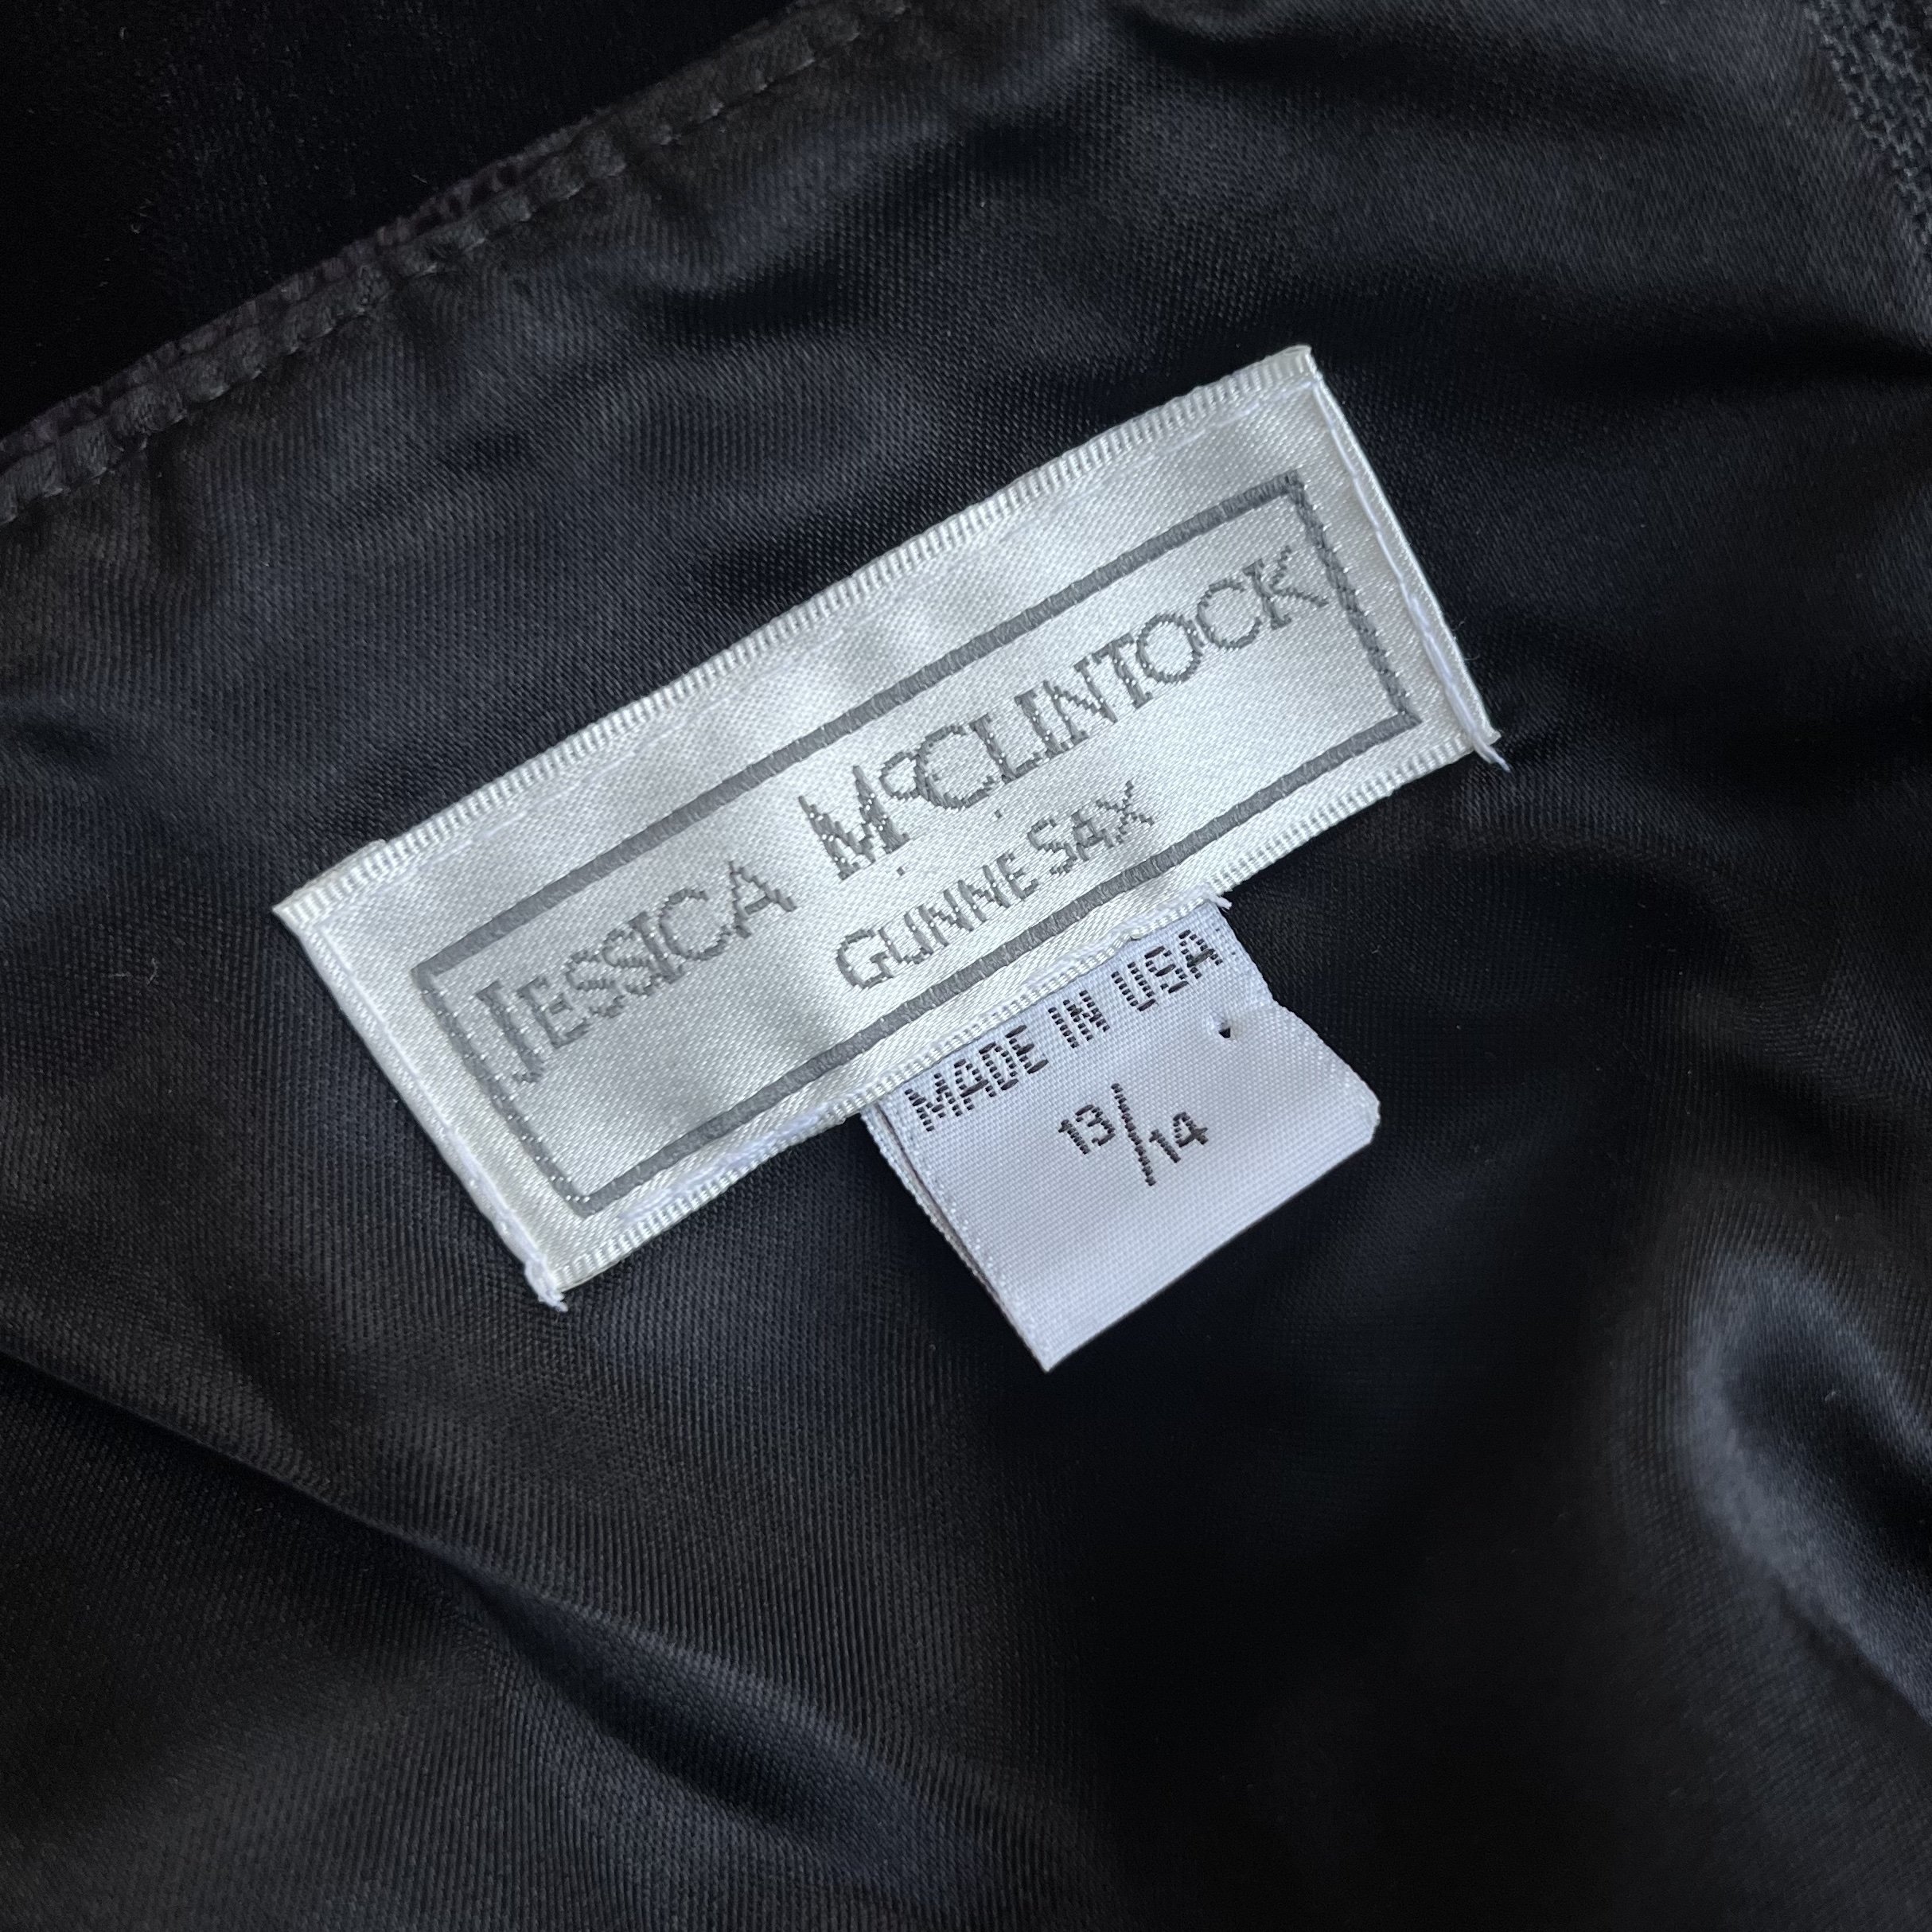 JESSICA McCLINTOCK
GUNNE SAX
MADE IN USA
13/14